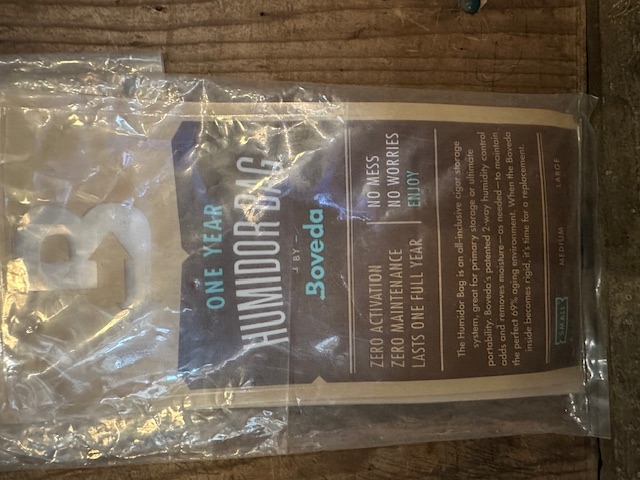 B
ONE YEAR
HUMIDOR BAG
BY
Boveda
ZERO ACTIVATION
ZERO MAINTENANCE
LASTS ONE FULL YEAR
NO MESS
NO WORRIES
ENJOY
The Humidor Bag is an all-inclusive cigar storage
system, great for primary storage or ultimate
portability. Boveda's patented 2-way humidity control
adds and removes moisture—as needed—to maintain
the perfect 69% aging environment. When the Boveda
inside becomes rigid, it's time for a replacement.
SMALL MEDIUM LARGE